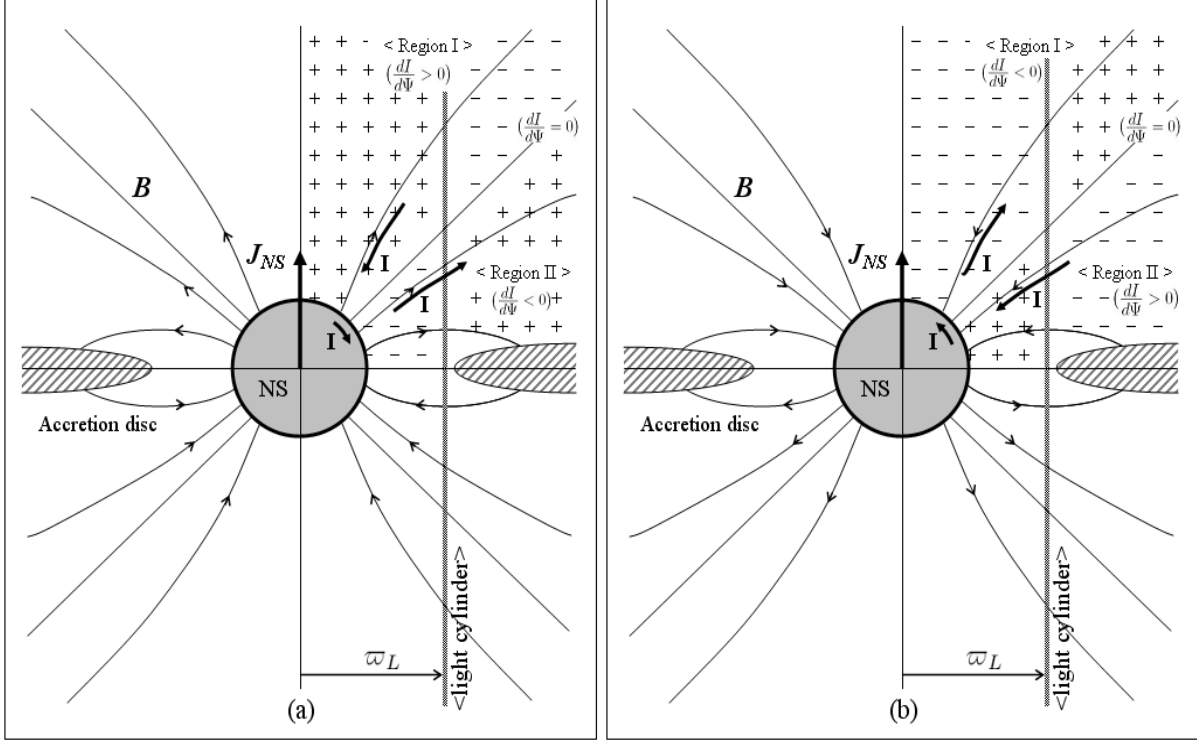 < Region I >
(dI/dΨ > 0)
(dI/dΨ = 0)
B
J_NS
I
< Region II >
I
(dI/dΨ < 0)
I
NS
Accretion disc
<light cylinder>
ϖ_L
(a)
< Region I >
(dI/dΨ < 0)
(dI/dΨ = 0)
B
J_NS
I
< Region II >
I
(dI/dΨ > 0)
I
NS
Accretion disc
<light cylinder>
ϖ_L
(b)